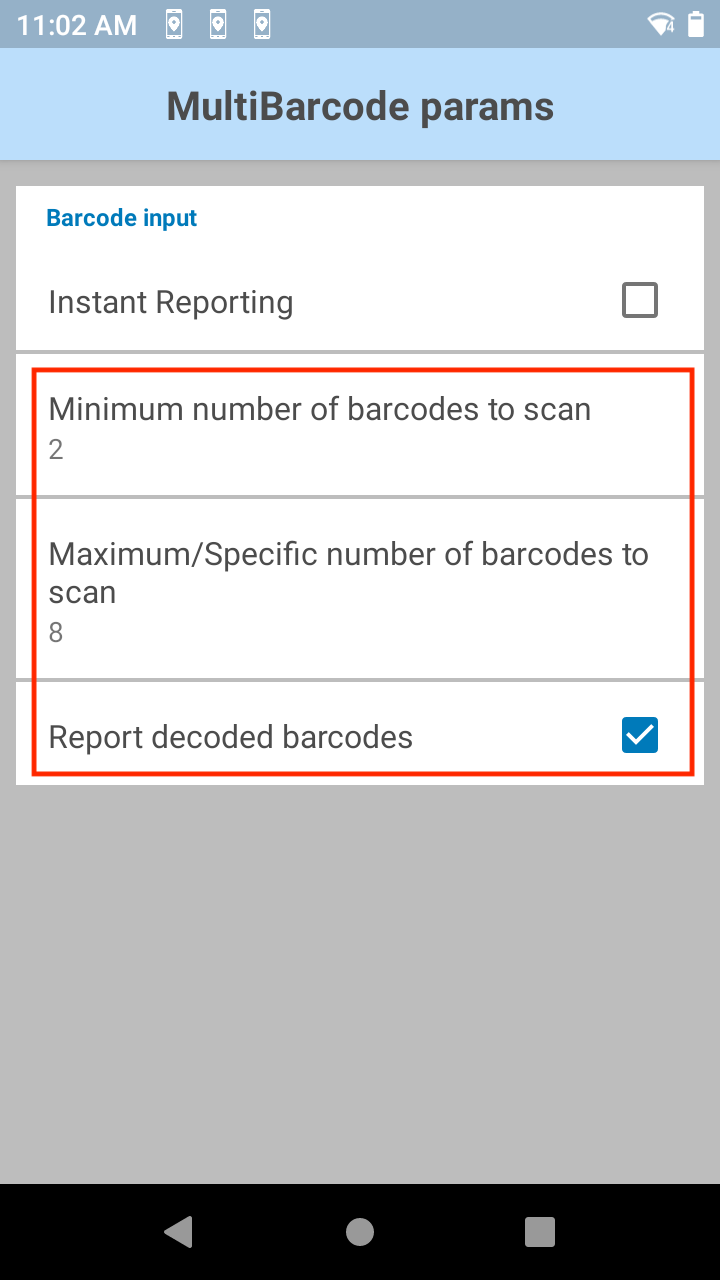 11:02 AM
4
MultiBarcode params
Barcode input
Instant Reporting
Minimum number of barcodes to scan
2
Maximum/Specific number of barcodes to
scan
8
Report decoded barcodes